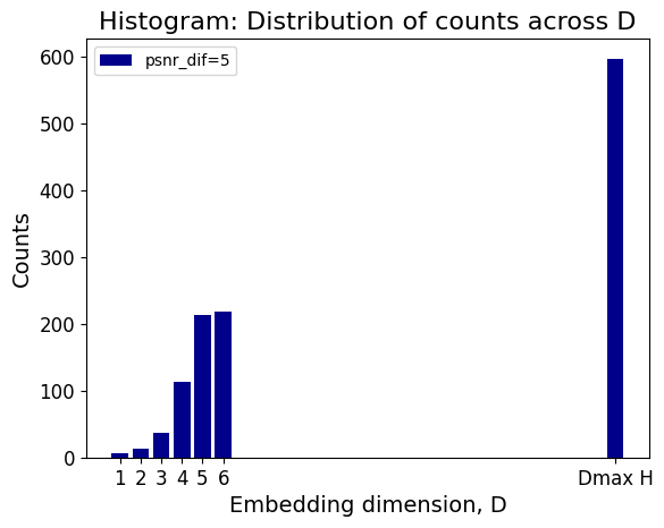 Histogram: Distribution of counts across D
psnr_dif=5
600
500
400
300
200
100
0
Counts
1 2 3 4 5 6 Dmax H
Embedding dimension, D